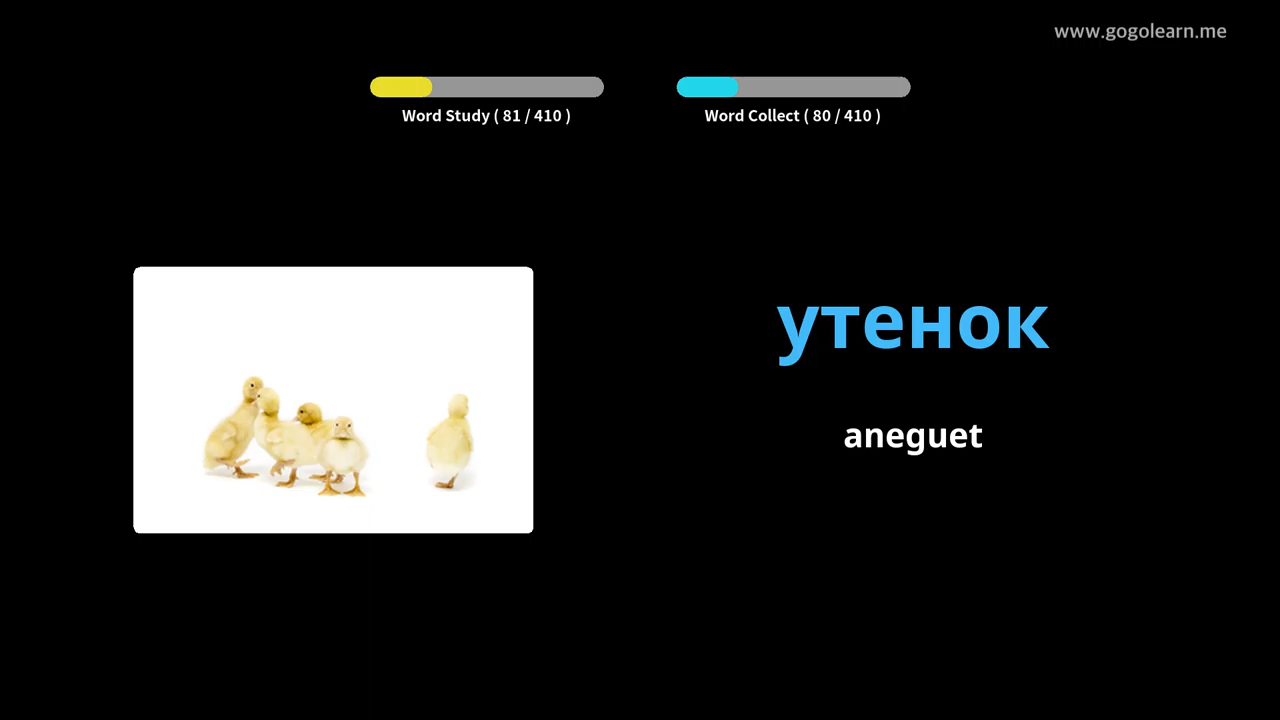 www.gogolearn.me
Word Study ( 81 / 410 )
Word Collect ( 80 / 410 )
утенок
aneguet